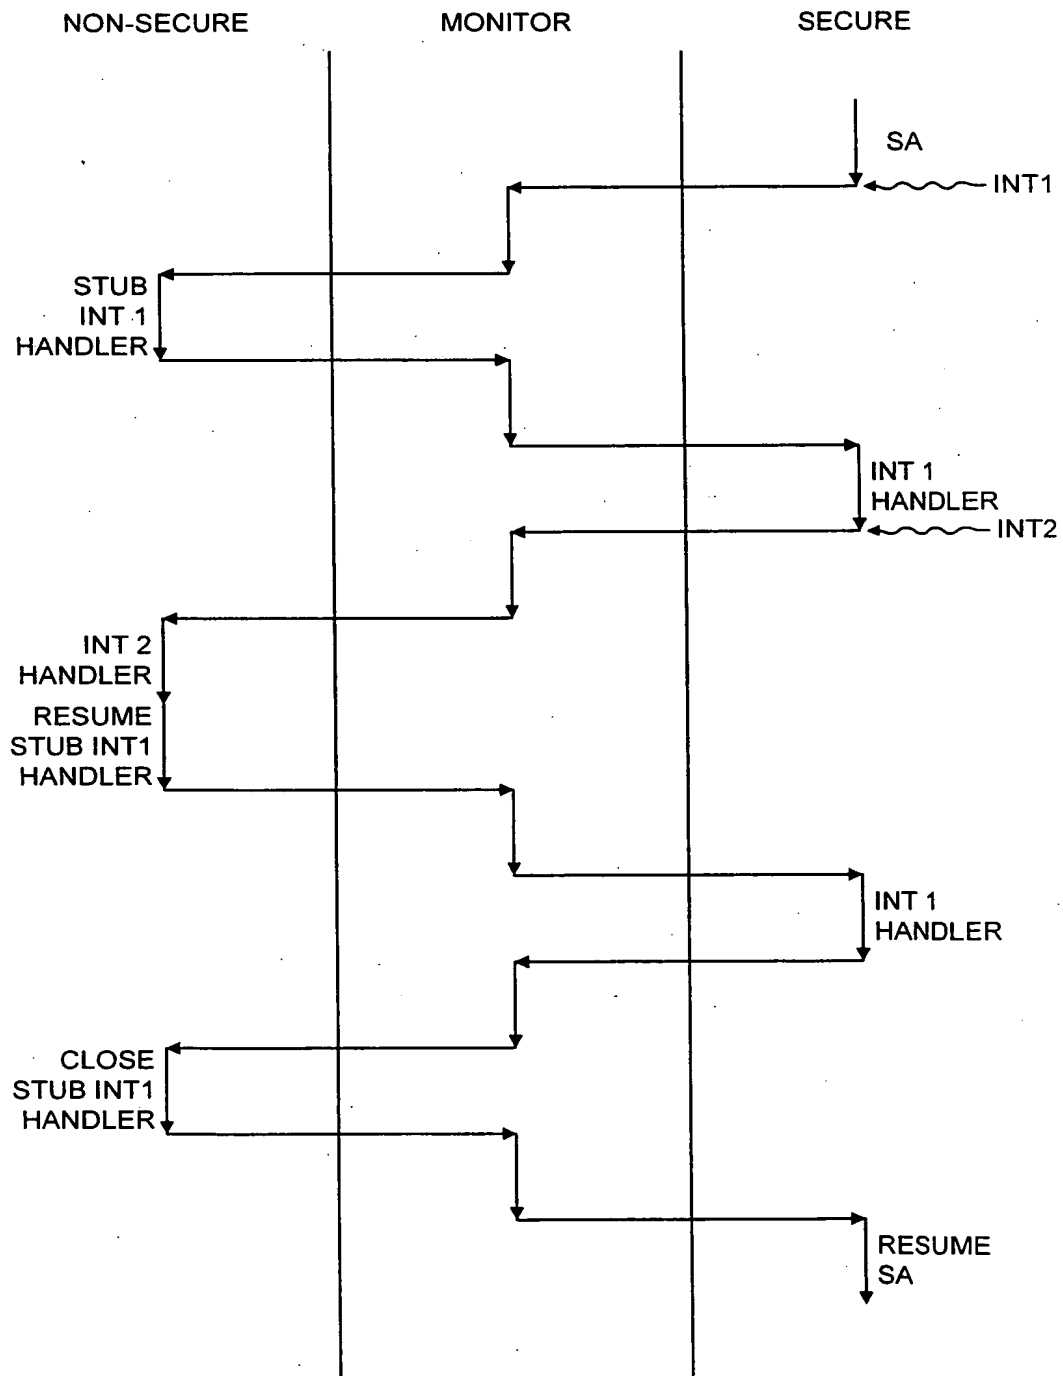 NON-SECURE
MONITOR
SECURE
SA
INT1
STUB
INT 1
HANDLER
INT 1
HANDLER
INT2
INT 2
HANDLER
RESUME
STUB INT1
HANDLER
INT 1
HANDLER
CLOSE
STUB INT1
HANDLER
RESUME
SA